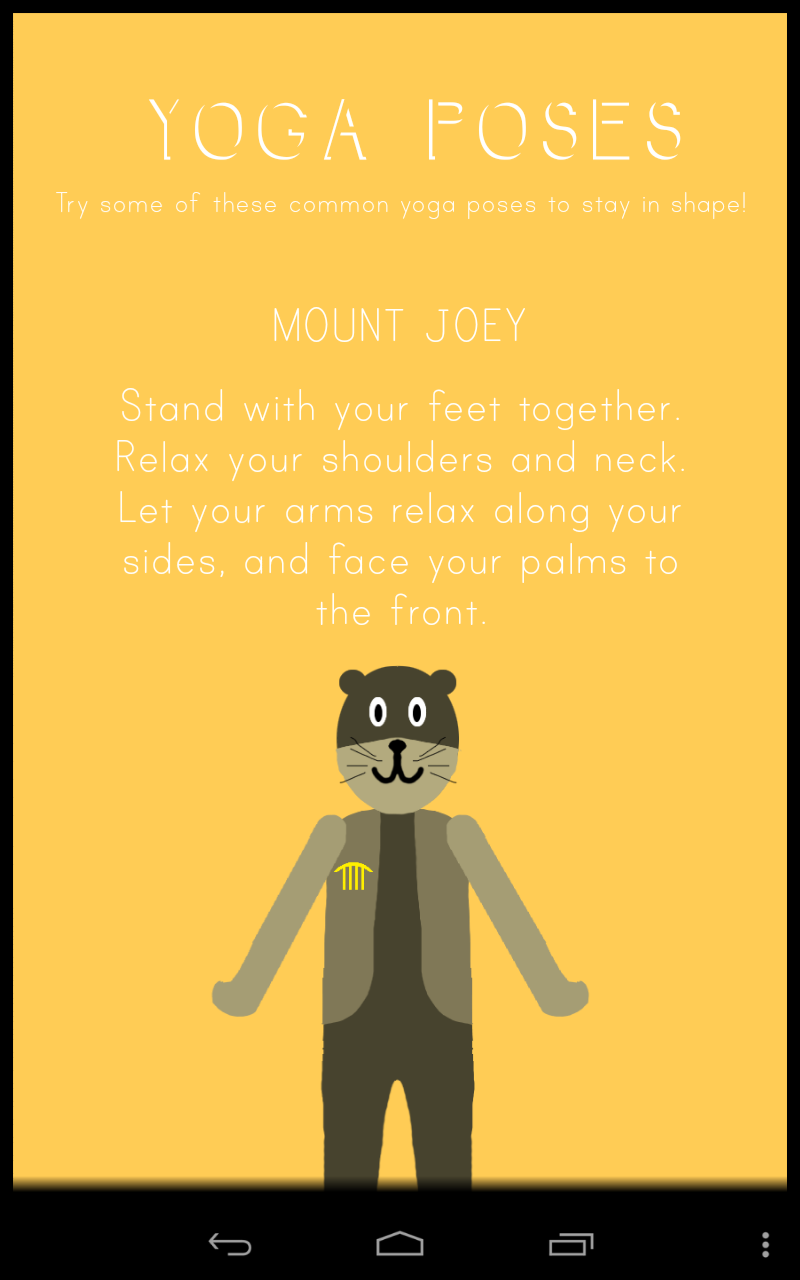 YOGA POSES
Try some of these common yoga poses to stay in shape!
MOUNT JOEY
Stand with your feet together.
Relax your shoulders and neck.
Let your arms relax along your
sides, and face your palms to
the front.